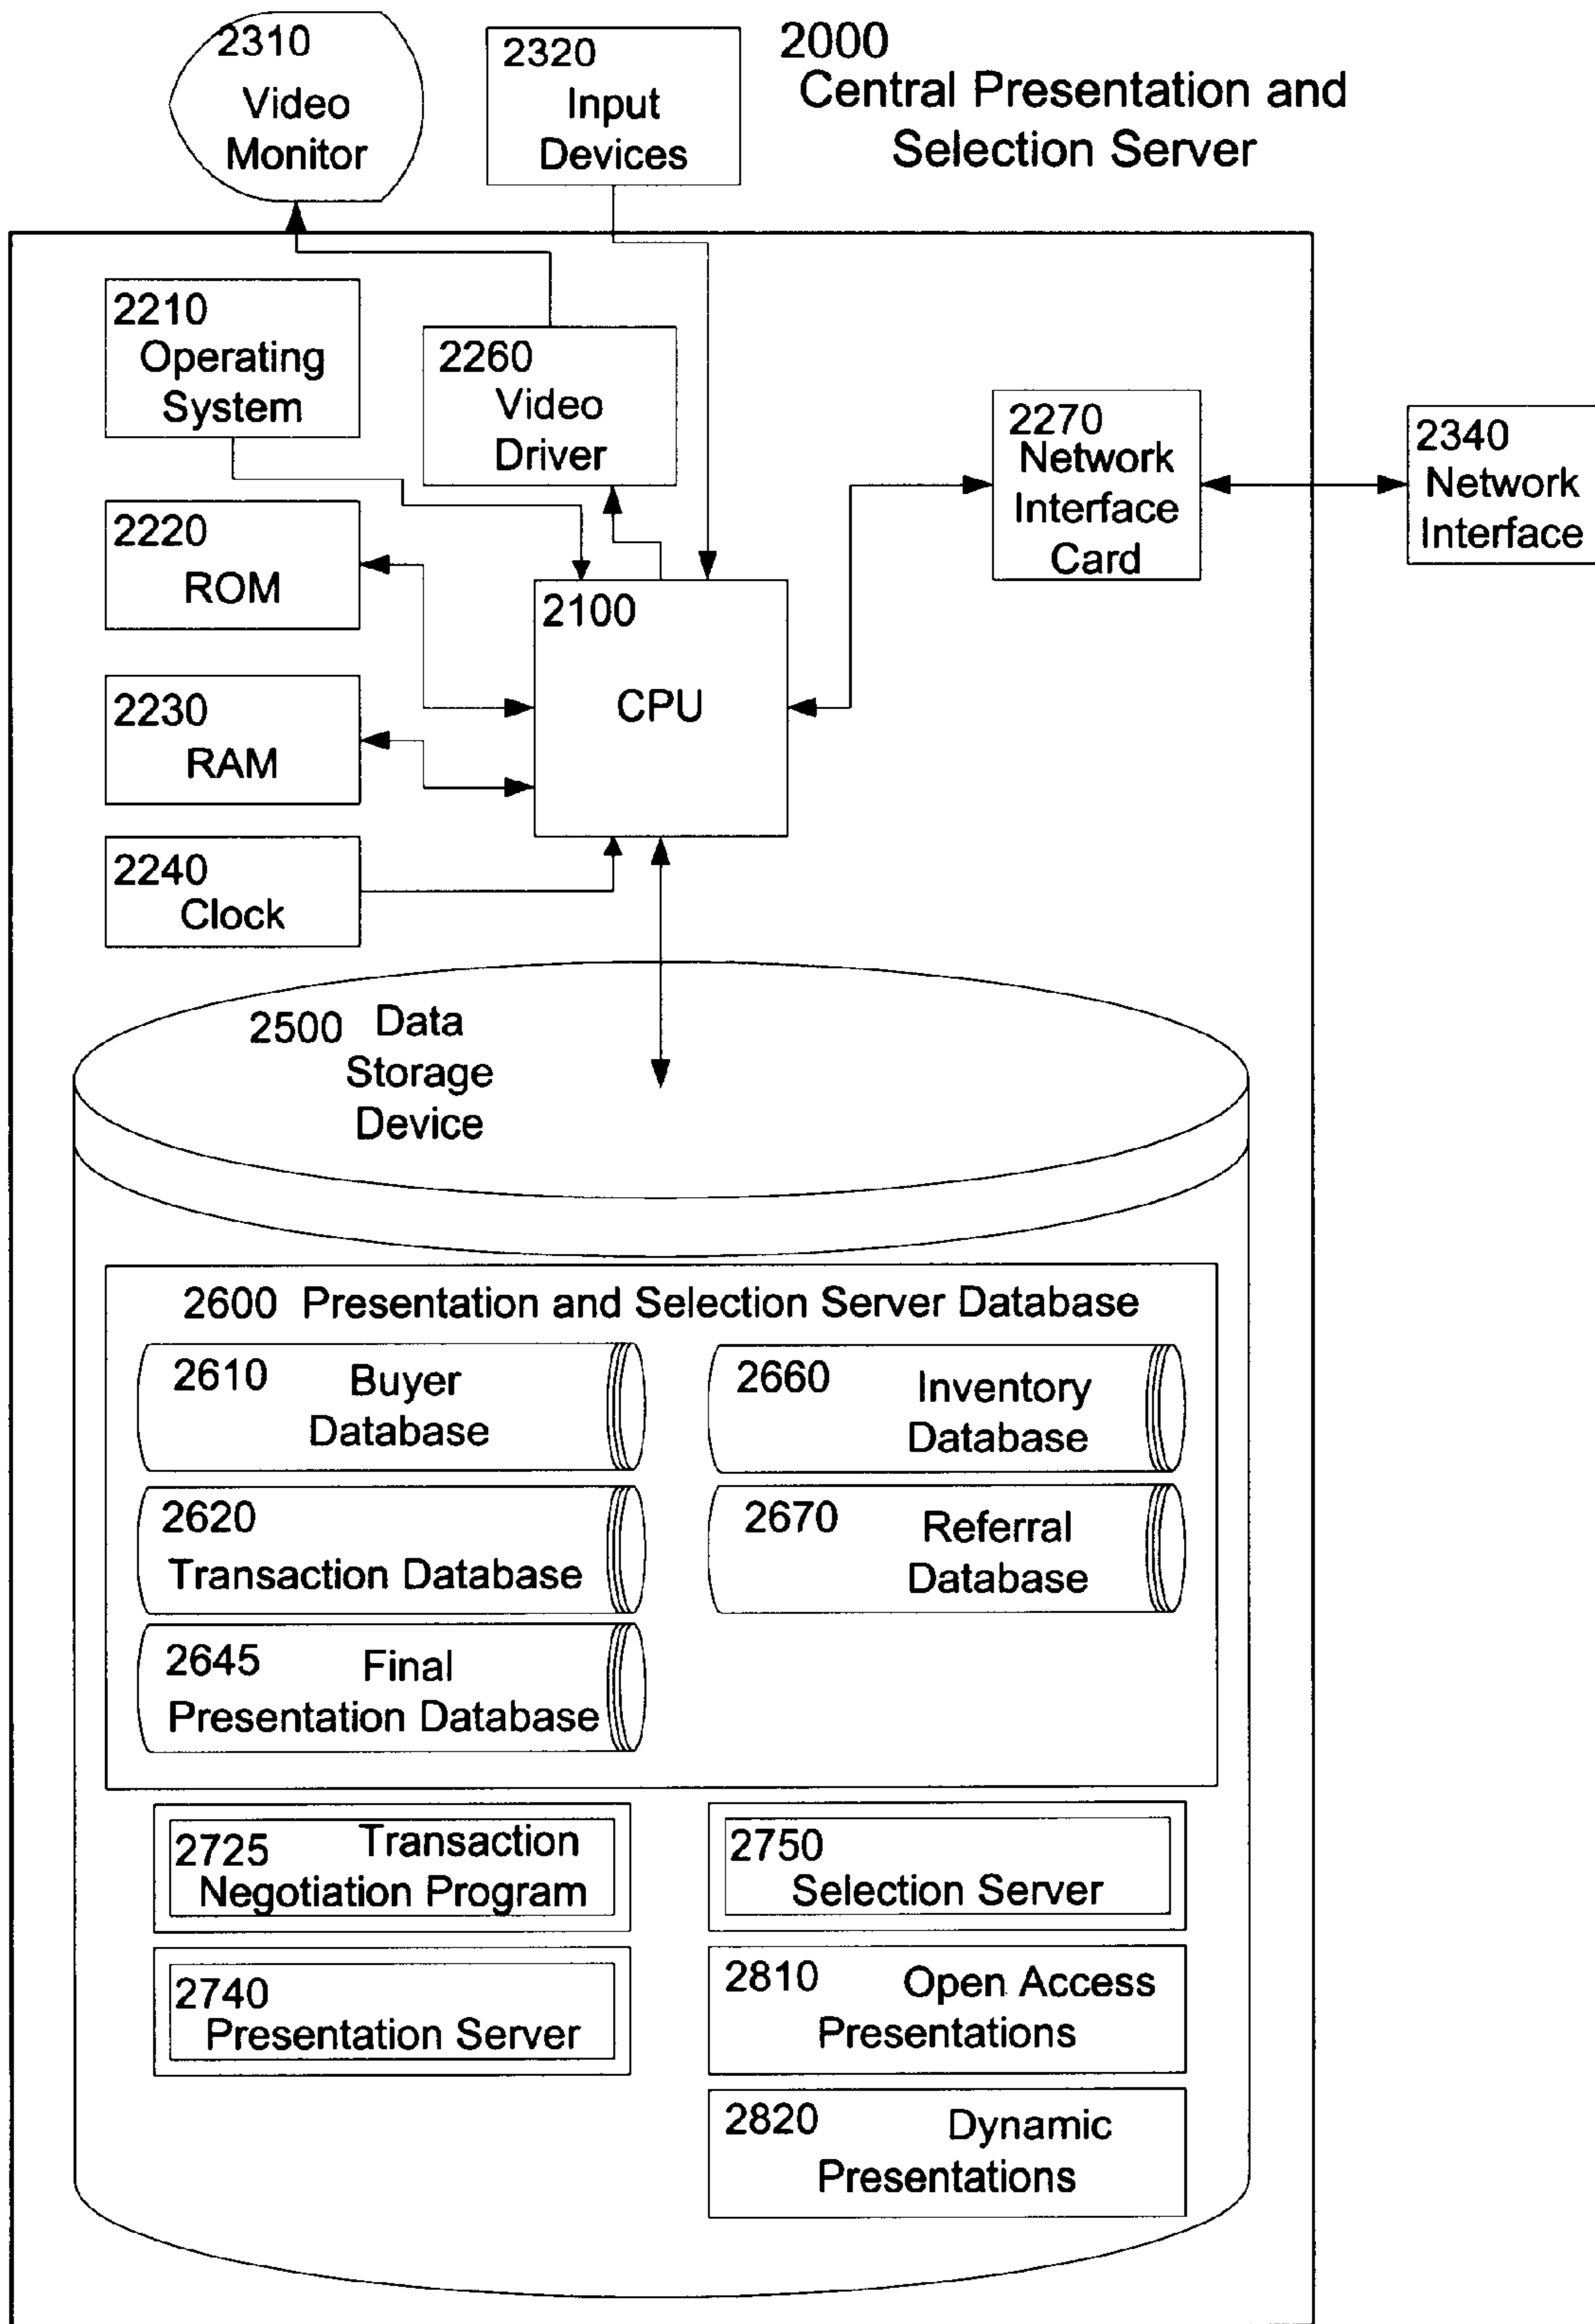 2310
Video
Monitor
2320
Input
Devices
2000
Central Presentation and
Selection Server
2210
Operating
System
2260
Video
Driver
2270
Network
Interface
Card
2340
Network
Interface
2220
ROM
2100
CPU
2230
RAM
2240
Clock
2500 Data
Storage
Device
2600 Presentation and Selection Server Database
2610 Buyer
Database
2660 Inventory
Database
2620
Transaction Database
2670 Referral
Database
2645 Final
Presentation Database
2725 Transaction
Negotiation Program
2750
Selection Server
2740
Presentation Server
2810 Open Access
Presentations
2820 Dynamic
Presentations